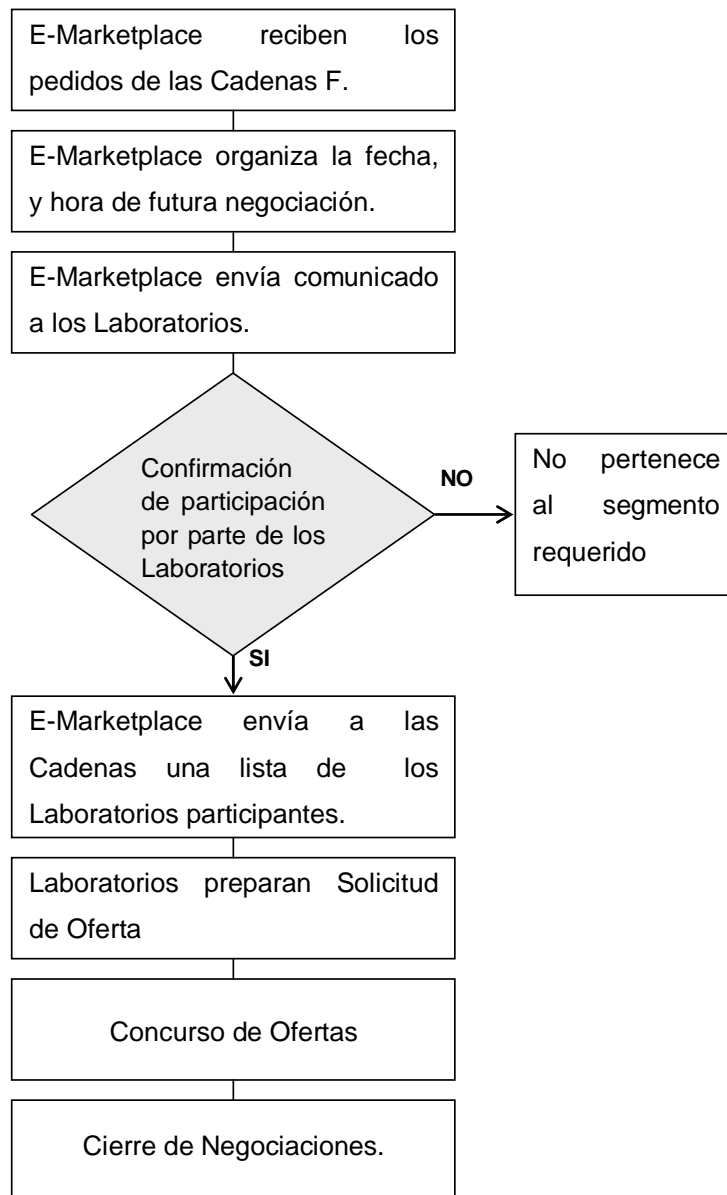 E-Marketplace reciben los
pedidos de las Cadenas F.
E-Marketplace organiza la fecha,
y hora de futura negociación.
E-Marketplace envía comunicado
a los Laboratorios.
Confirmación
de participación
por parte de los
Laboratorios
NO
No pertenece
al segmento
requerido
SI
E-Marketplace envía a las
Cadenas una lista de los
Laboratorios participantes.
Laboratorios preparan Solicitud
de Oferta
Concurso de Ofertas
Cierre de Negociaciones.